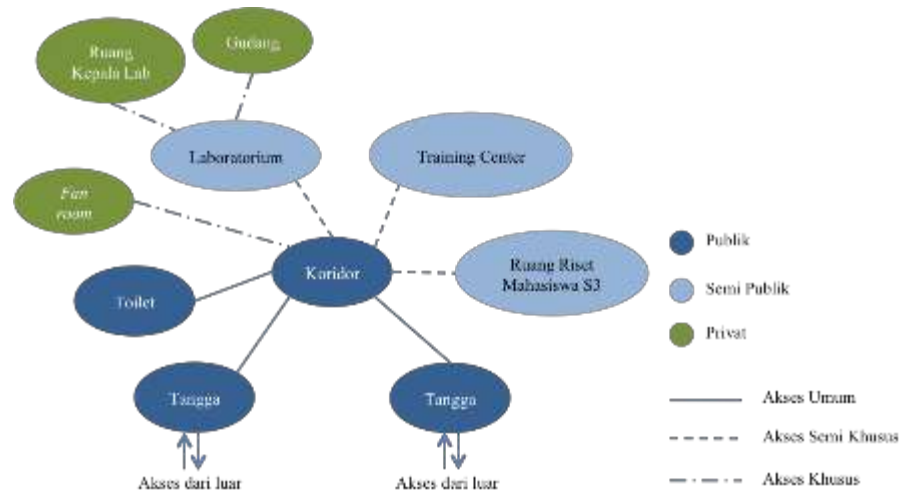 Gudang
Ruang
Kepala Lab
Laboratorium
Training Center
Fan
room
Koridor
Ruang Riset
Mahasiswa S3
Toilet
Tangga
Tangga
Akses dari luar
Akses dari luar
Publik
Semi Publik
Privat
Akses Umum
Akses Semi Khusus
Akses Khusus